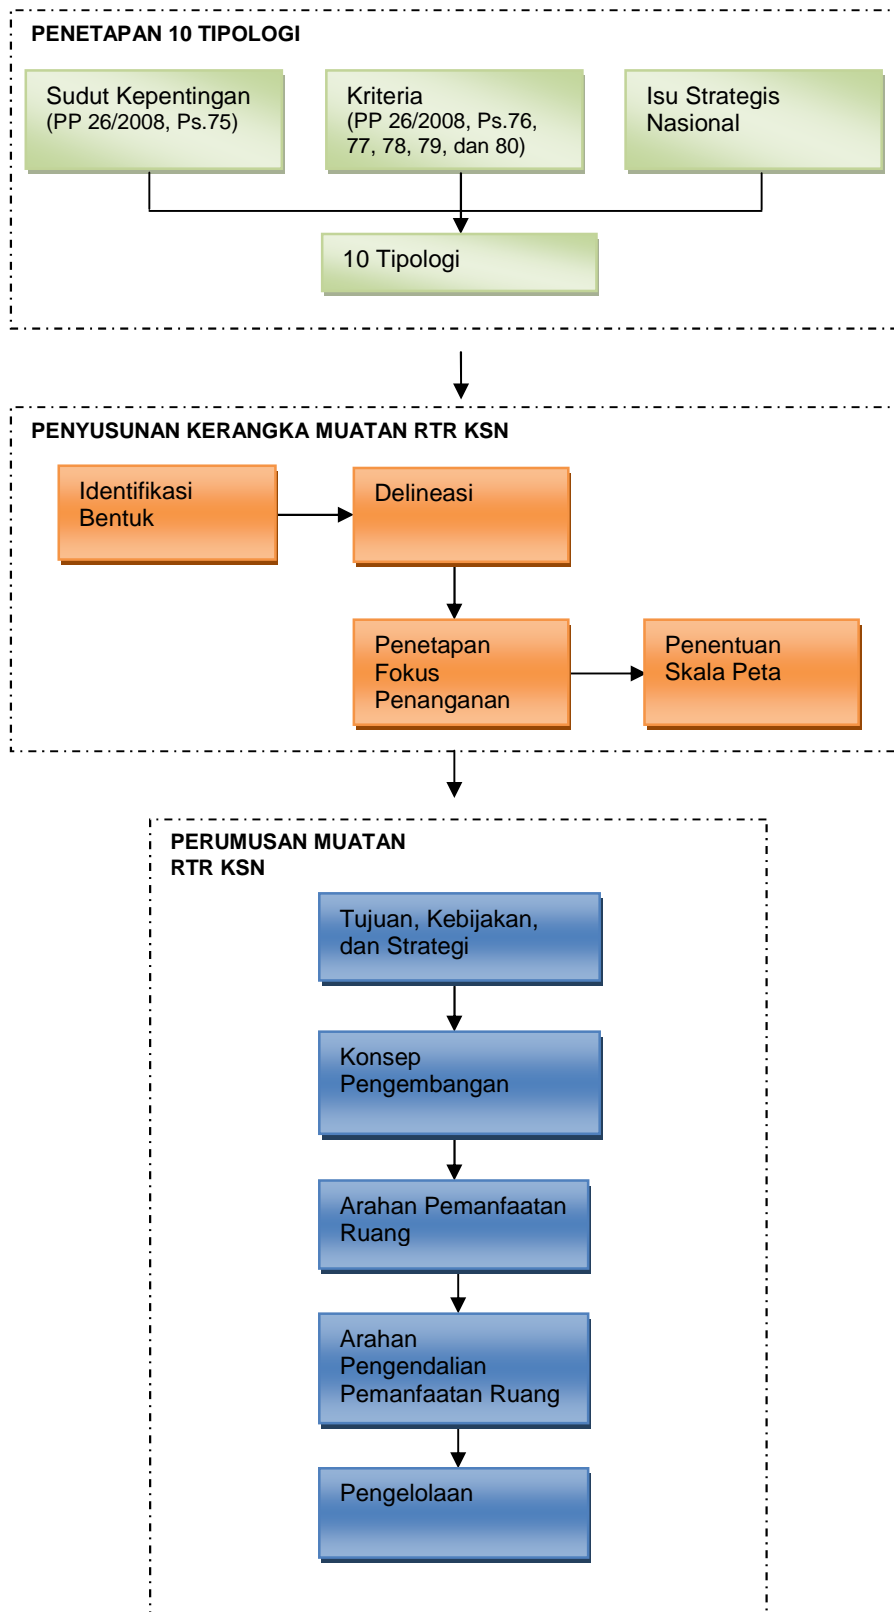 PENETAPAN 10 TIPOLOGI
Sudut Kepentingan
(PP 26/2008, Ps.75)
Kriteria
(PP 26/2008, Ps.76,
77, 78, 79, dan 80)
Isu Strategis
Nasional
10 Tipologi
PENYUSUNAN KERANGKA MUATAN RTR KSN
Identifikasi
Bentuk
Delineasi
Penetapan
Fokus
Penanganan
Penentuan
Skala Peta
PERUMUSAN MUATAN
RTR KSN
Tujuan, Kebijakan,
dan Strategi
Konsep
Pengembangan
Arahan Pemanfaatan
Ruang
Arahan
Pengendalian
Pemanfaatan Ruang
Pengelolaan